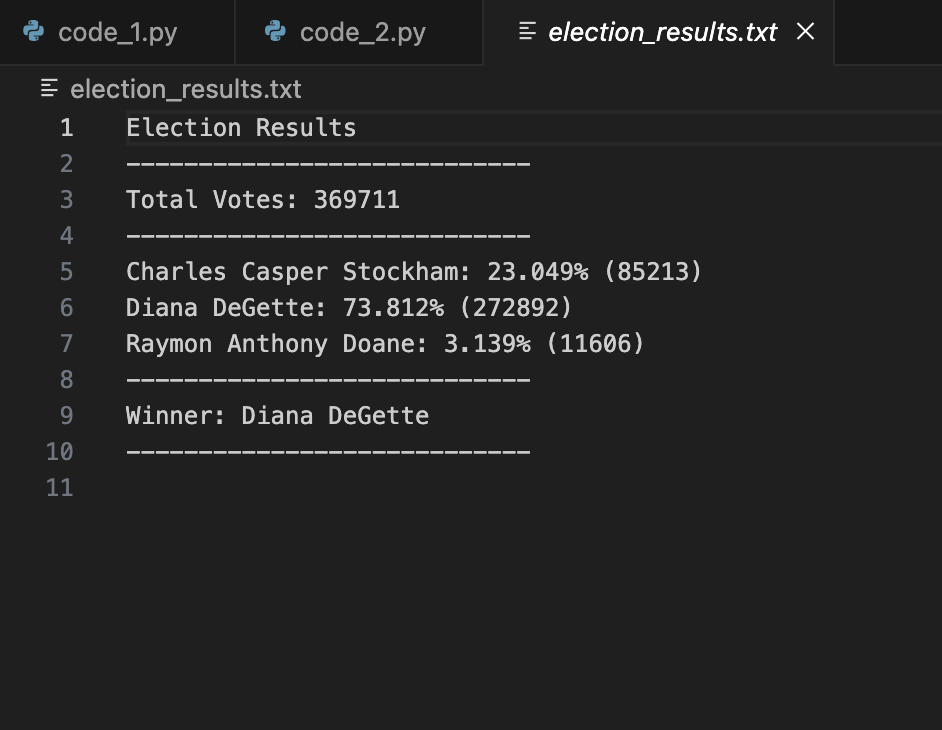 code_1.py code_2.py election_results.txt
election_results.txt
1 Election Results
2 ----------------------------
3 Total Votes: 369711
4 ----------------------------
5 Charles Casper Stockham: 23.049% (85213)
6 Diana DeGette: 73.812% (272892)
7 Raymon Anthony Doane: 3.139% (11606)
8 ----------------------------
9 Winner: Diana DeGette
10 ----------------------------
11